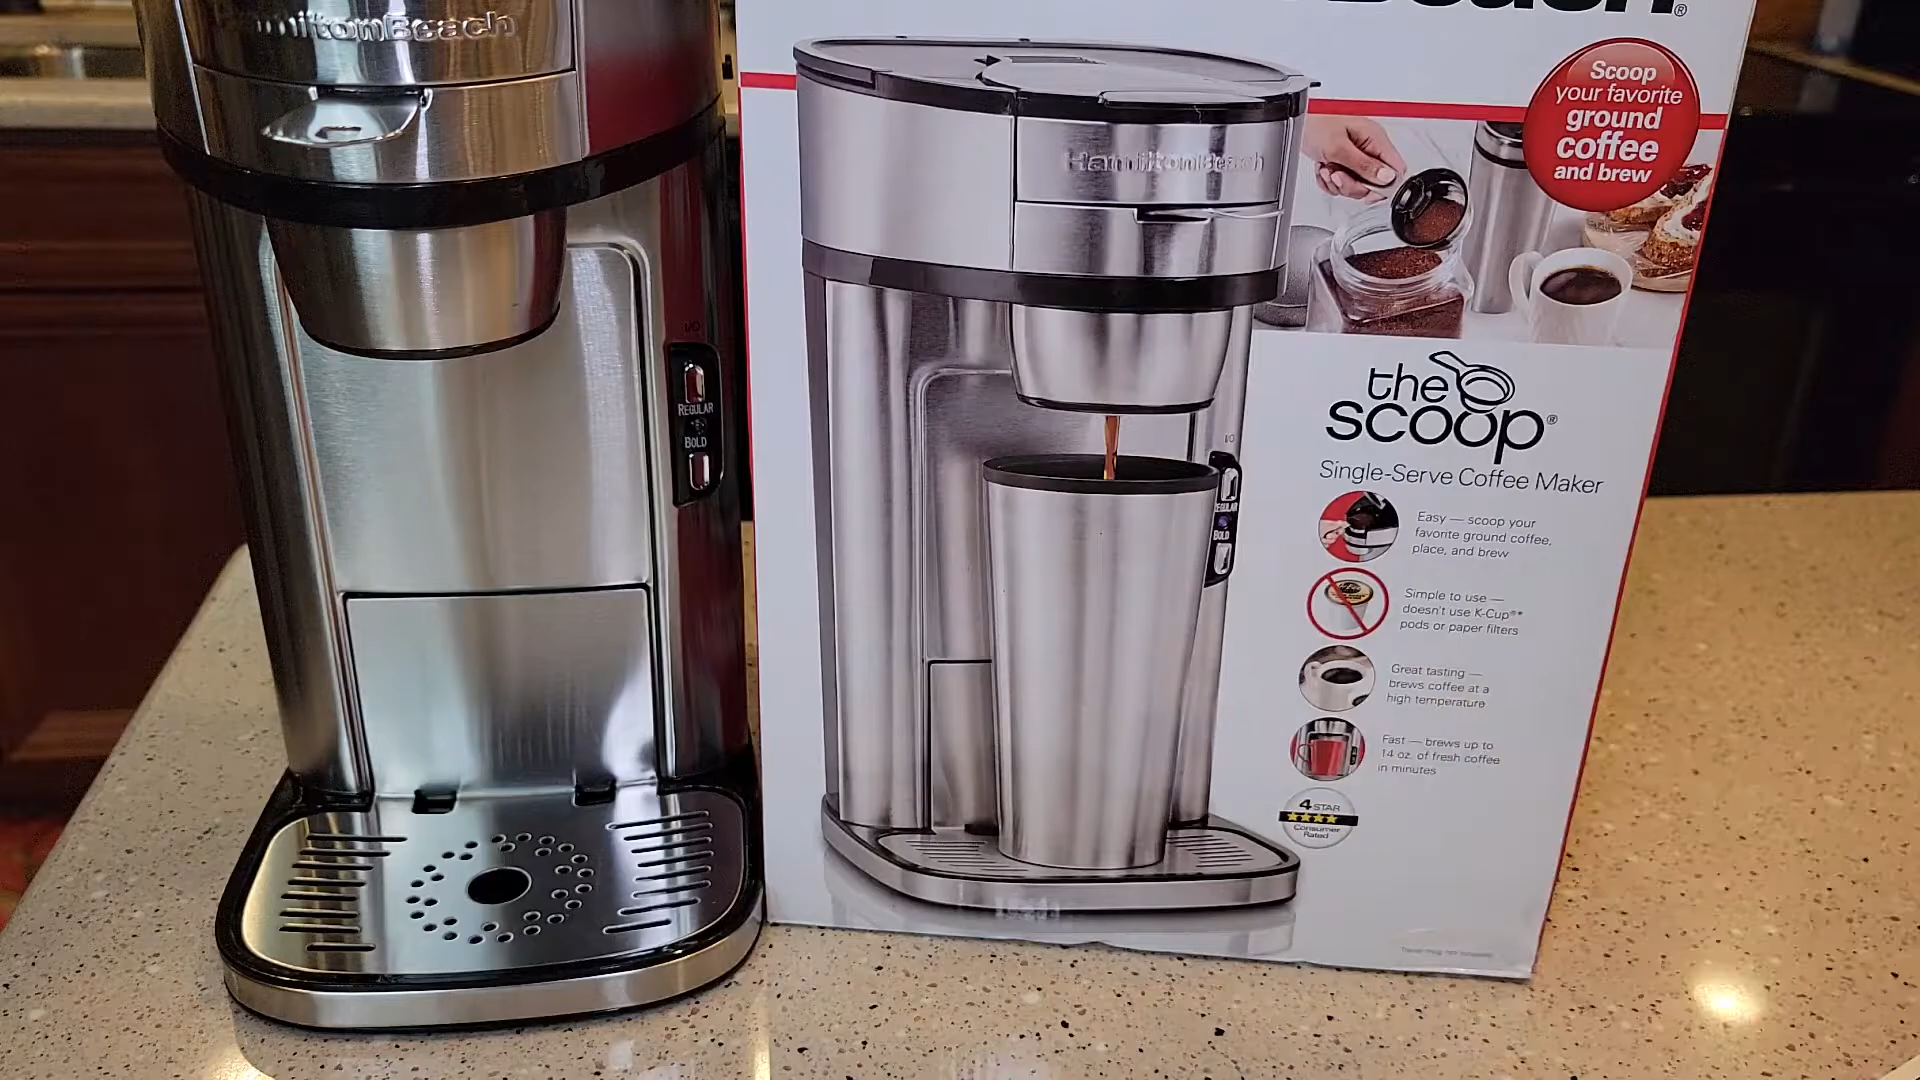 HamiltonBeach
I/O
REGULAR
BOLD
Beach®
Scoop
your favorite
ground
coffee
and brew
HamiltonBeach
I/O
REGULAR
BOLD
the
scoop®
Single-Serve Coffee Maker
Easy — scoop your
favorite ground coffee,
place, and brew
Simple to use —
doesn't use K-Cup®*
pods or paper filters
Great tasting —
brews coffee at a
high temperature
Fast — brews up to
14 oz. of fresh coffee
in minutes
4 STAR
Consumer
Rated